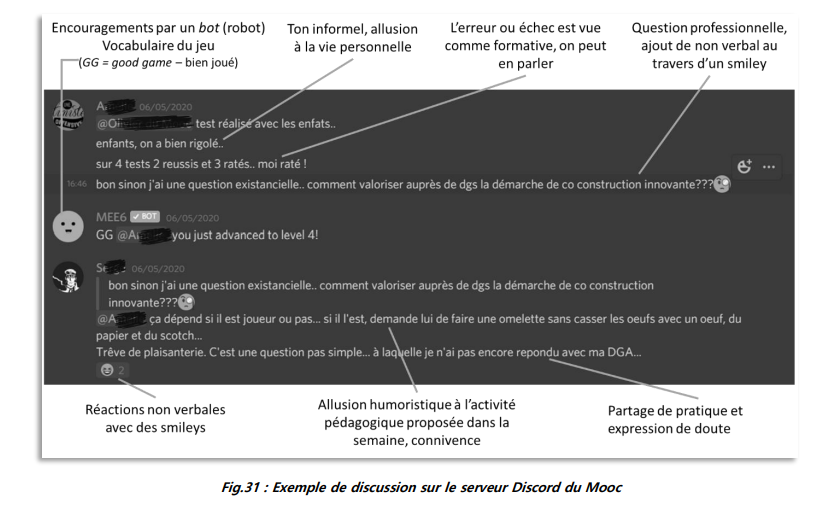 Encouragements par un bot (robot)
Vocabulaire du jeu
(GG = good game – bien joué)
Ton informel, allusion
à la vie personnelle
L'erreur ou échec est vue
comme formative, on peut
en parler
Question professionnelle,
ajout de non verbal au
travers d'un smiley
A 06/05/2020
@Oli test réalisé avec les enfats..
enfants, on a bien rigolé..
sur 4 tests 2 reussis et 3 ratés.. moi raté !
16:46 bon sinon j'ai une question existancielle.. comment valoriser auprès de dgs la démarche de co construction innovante???
MEE6 BOT 06/05/2020
GG @A you just advanced to level 4!
Se 06/05/2020
bon sinon j'ai une question existancielle.. comment valoriser auprès de dgs la démarche de co construction
innovante???
@A ça dépend si il est joueur ou pas... si il l'est, demande lui de faire une omelette sans casser les oeufs avec un oeuf, du
papier et du scotch...
Trêve de plaisanterie. C'est une question pas simple... à laquelle je n'ai pas encore repondu avec ma DGA...
2
Réactions non verbales
avec des smileys
Allusion humoristique à l'activité
pédagogique proposée dans la
semaine, connivence
Partage de pratique et
expression de doute
Fig.31 : Exemple de discussion sur le serveur Discord du Mooc